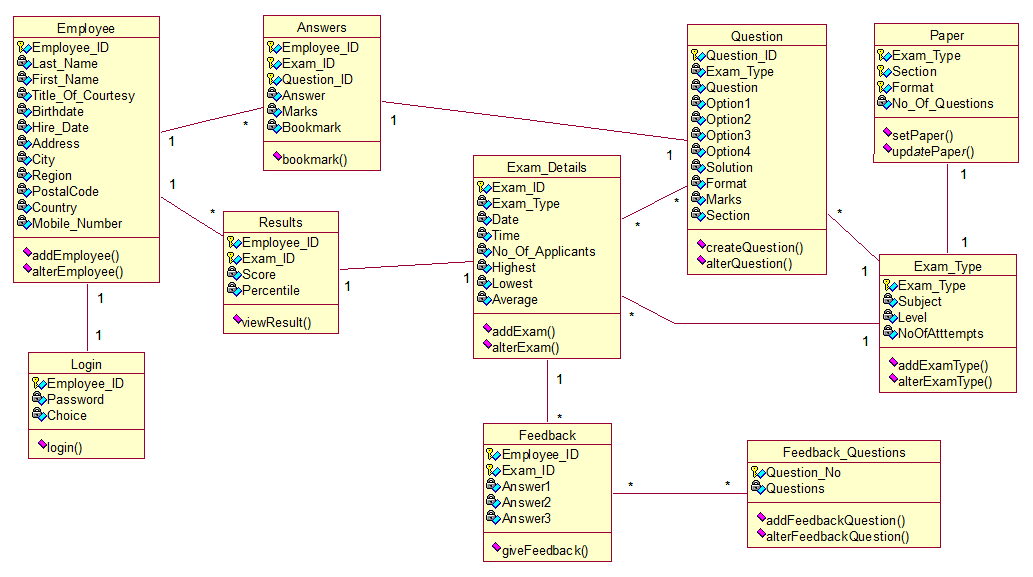 Employee
Employee_ID
Last_Name
First_Name
Title_Of_Courtesy
Birthdate
Hire_Date
Address
City
Region
PostalCode
Country
Mobile_Number
addEmployee()
alterEmployee()
Answers
Employee_ID
Exam_ID
Question_ID
Answer
Marks
Bookmark
bookmark()
Question
Question_ID
Exam_Type
Question
Option1
Option2
Option3
Option4
Solution
Format
Marks
Section
createQuestion()
alterQuestion()
Paper
Exam_Type
Section
Format
No_Of_Questions
setPaper()
updatePaper()
1
*
1
1
1
*
Results
Employee_ID
Exam_ID
Score
Percentile
viewResult()
1
1
Exam_Details
Exam_ID
Exam_Type
Date
Time
No_Of_Applicants
Highest
Lowest
Average
addExam()
alterExam()
*
*
*
1
1
1
*
1
Exam_Type
Exam_Type
Subject
Level
NoOfAtttempts
addExamType()
alterExamType()
1
1
Login
Employee_ID
Password
Choice
login()
1
*
Feedback
Employee_ID
Exam_ID
Answer1
Answer2
Answer3
giveFeedback()
*
*
Feedback_Questions
Question_No
Questions
addFeedbackQuestion()
alterFeedbackQuestion()